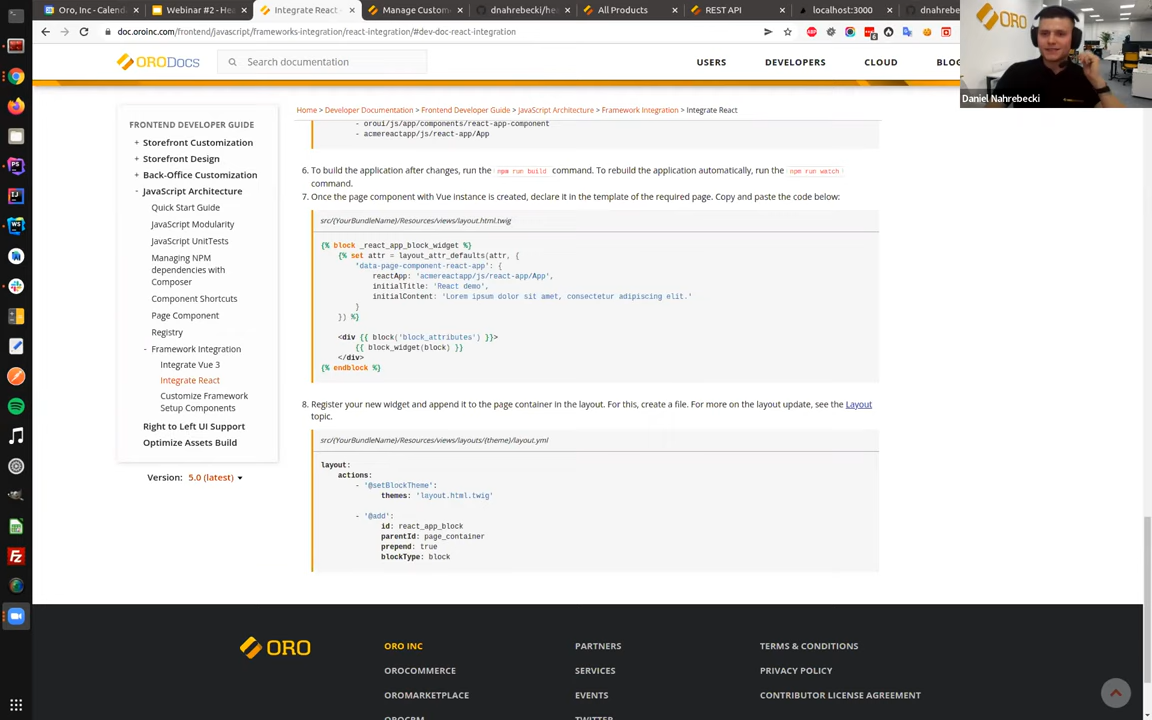 Oro, Inc - Calend
Webinar #2 - Hea
Integrate React -
Manage Custom
dnahrebecki/he
All Products
REST API
localhost:3000
dnahreb
doc.oroinc.com/frontend/javascript/frameworks-integration/react-integration/#dev-doc-react-integration
ORODOCS
Search documentation
USERS
DEVELOPERS
CLOUD
BLOG
ORO
Daniel Nahrebecki
FRONTEND DEVELOPER GUIDE
+ Storefront Customization
+ Storefront Design
+ Back-Office Customization
- JavaScript Architecture
Quick Start Guide
JavaScript Modularity
JavaScript UnitTests
Managing NPM
dependencies with
Composer
Component Shortcuts
Page Component
Registry
- Framework Integration
Integrate Vue 3
Integrate React
Customize Framework
Setup Components
Right to Left UI Support
Optimize Assets Build
Version: 5.0 (latest)
Home > Developer Documentation > Frontend Developer Guide > JavaScript Architecture > Framework Integration > Integrate React
- oroui/js/app/components/react-app-component
- acmereactapp/js/react-app/App
6. To build the application after changes, run the npm run build command. To rebuild the application automatically, run the npm run watch
command.
7. Once the page component with Vue instance is created, declare it in the template of the required page. Copy and paste the code below:
src/{YourBundleName}/Resources/views/layout.html.twig
{% block _react_app_block_widget %}
{% set attr = layout_attr_defaults(attr, {
'data-page-component-react-app': {
reactApp: 'acmereactapp/js/react-app/App',
initialTitle: 'React demo',
initialContent: 'Lorem ipsum dolor sit amet, consectetur adipiscing elit.'
}
}) %}
<div {{ block('block_attributes') }}>
{{ block_widget(block) }}
</div>
{% endblock %}
8. Register your new widget and append it to the page container in the layout. For this, create a file. For more on the layout update, see the Layout
topic.
src/{YourBundleName}/Resources/views/layouts/{theme}/layout.yml
layout:
actions:
- '@setBlockTheme':
themes: 'layout.html.twig'
- '@add':
id: react_app_block
parentId: page_container
prepend: true
blockType: block
ORO
ORO INC
OROCOMMERCE
OROMARKETPLACE
OROCRM
PARTNERS
SERVICES
EVENTS
TWITTER
TERMS & CONDITIONS
PRIVACY POLICY
CONTRIBUTOR LICENSE AGREEMENT